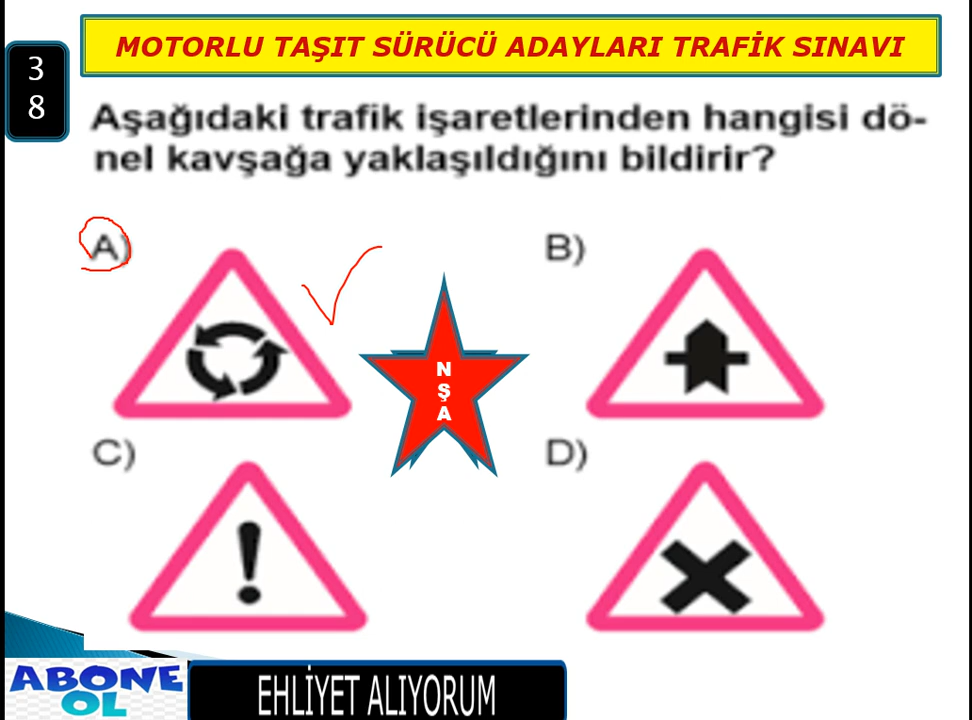 MOTORLU TAŞIT SÜRÜCÜ ADAYLARI TRAFİK SINAVI
3
8
Aşağıdaki trafik işaretlerinden hangisi dö-
nel kavşağa yaklaşıldığını bildirir?
A)
B)
N
Ş
A
C)
D)
ABONE
OL
EHLİYET ALIYORUM